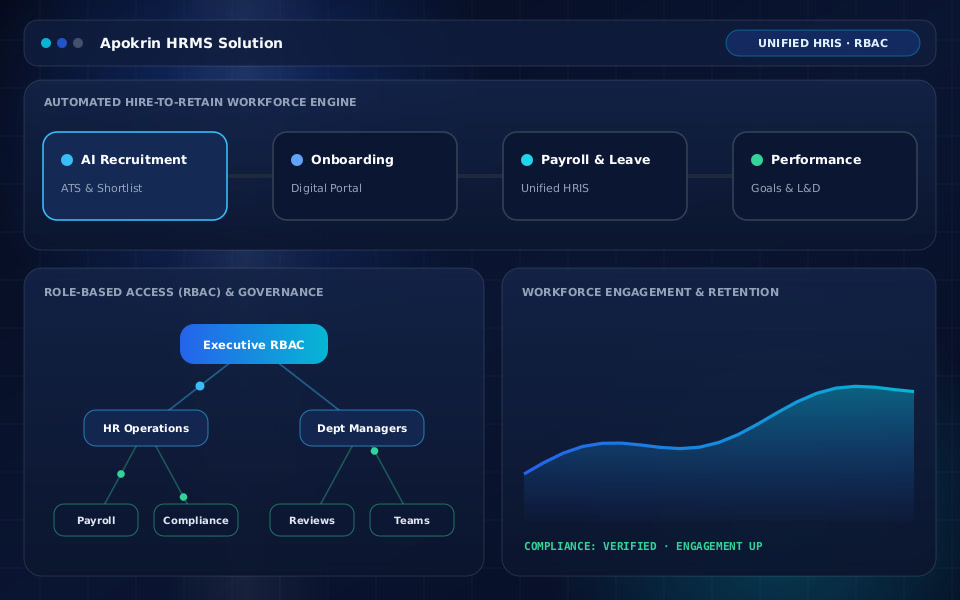 Apokrin HRMS Solution
UNIFIED HRIS · RBAC
AUTOMATED HIRE-TO-RETAIN WORKFORCE ENGINE
AI Recruitment
ATS & Shortlist
Onboarding
Digital Portal
Payroll & Leave
Unified HRIS
Performance
Goals & L&D
ROLE-BASED ACCESS (RBAC) & GOVERNANCE
Executive RBAC
HR Operations
Dept Managers
Payroll
Compliance
Reviews
Teams
WORKFORCE ENGAGEMENT & RETENTION
COMPLIANCE: VERIFIED · ENGAGEMENT UP